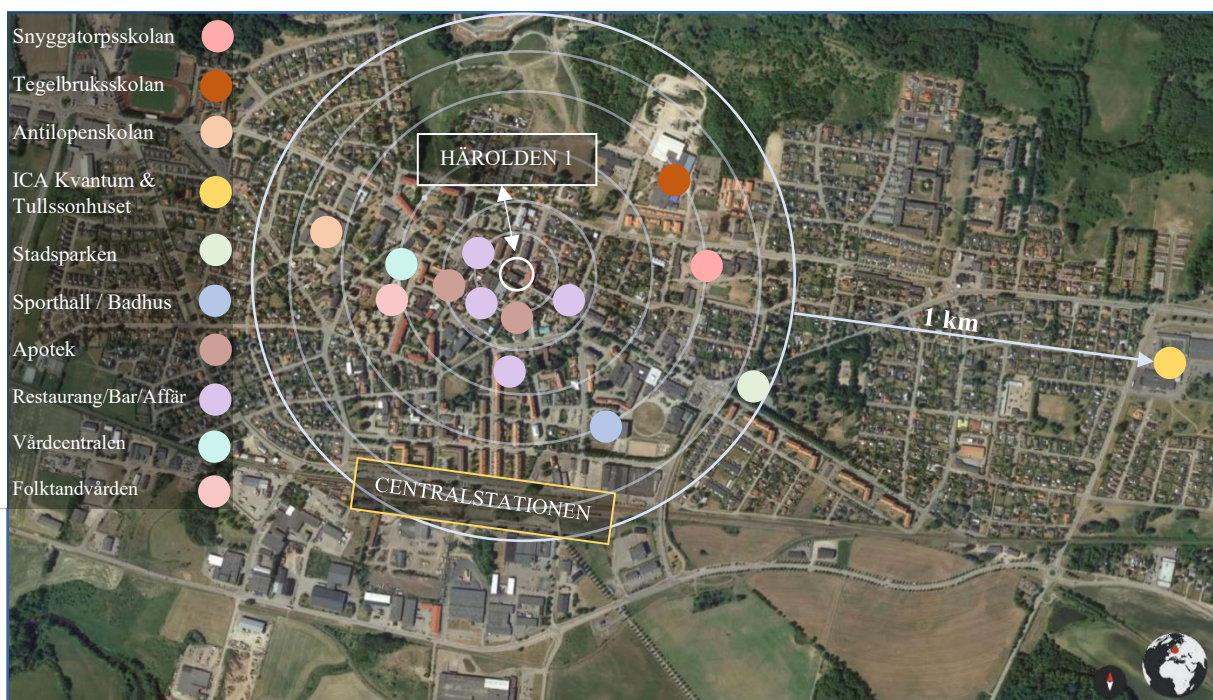 Snyggatorpsskolan
Tegelbruksskolan
Antilopenskolan
ICA Kvantum &
Tullssonhuset
Stadsparken
Sporthall / Badhus
Apotek
Restaurang/Bar/Affär
Vårdcentralen
Folktandvården
HÄROLDEN 1
1 km
CENTRALSTATIONEN